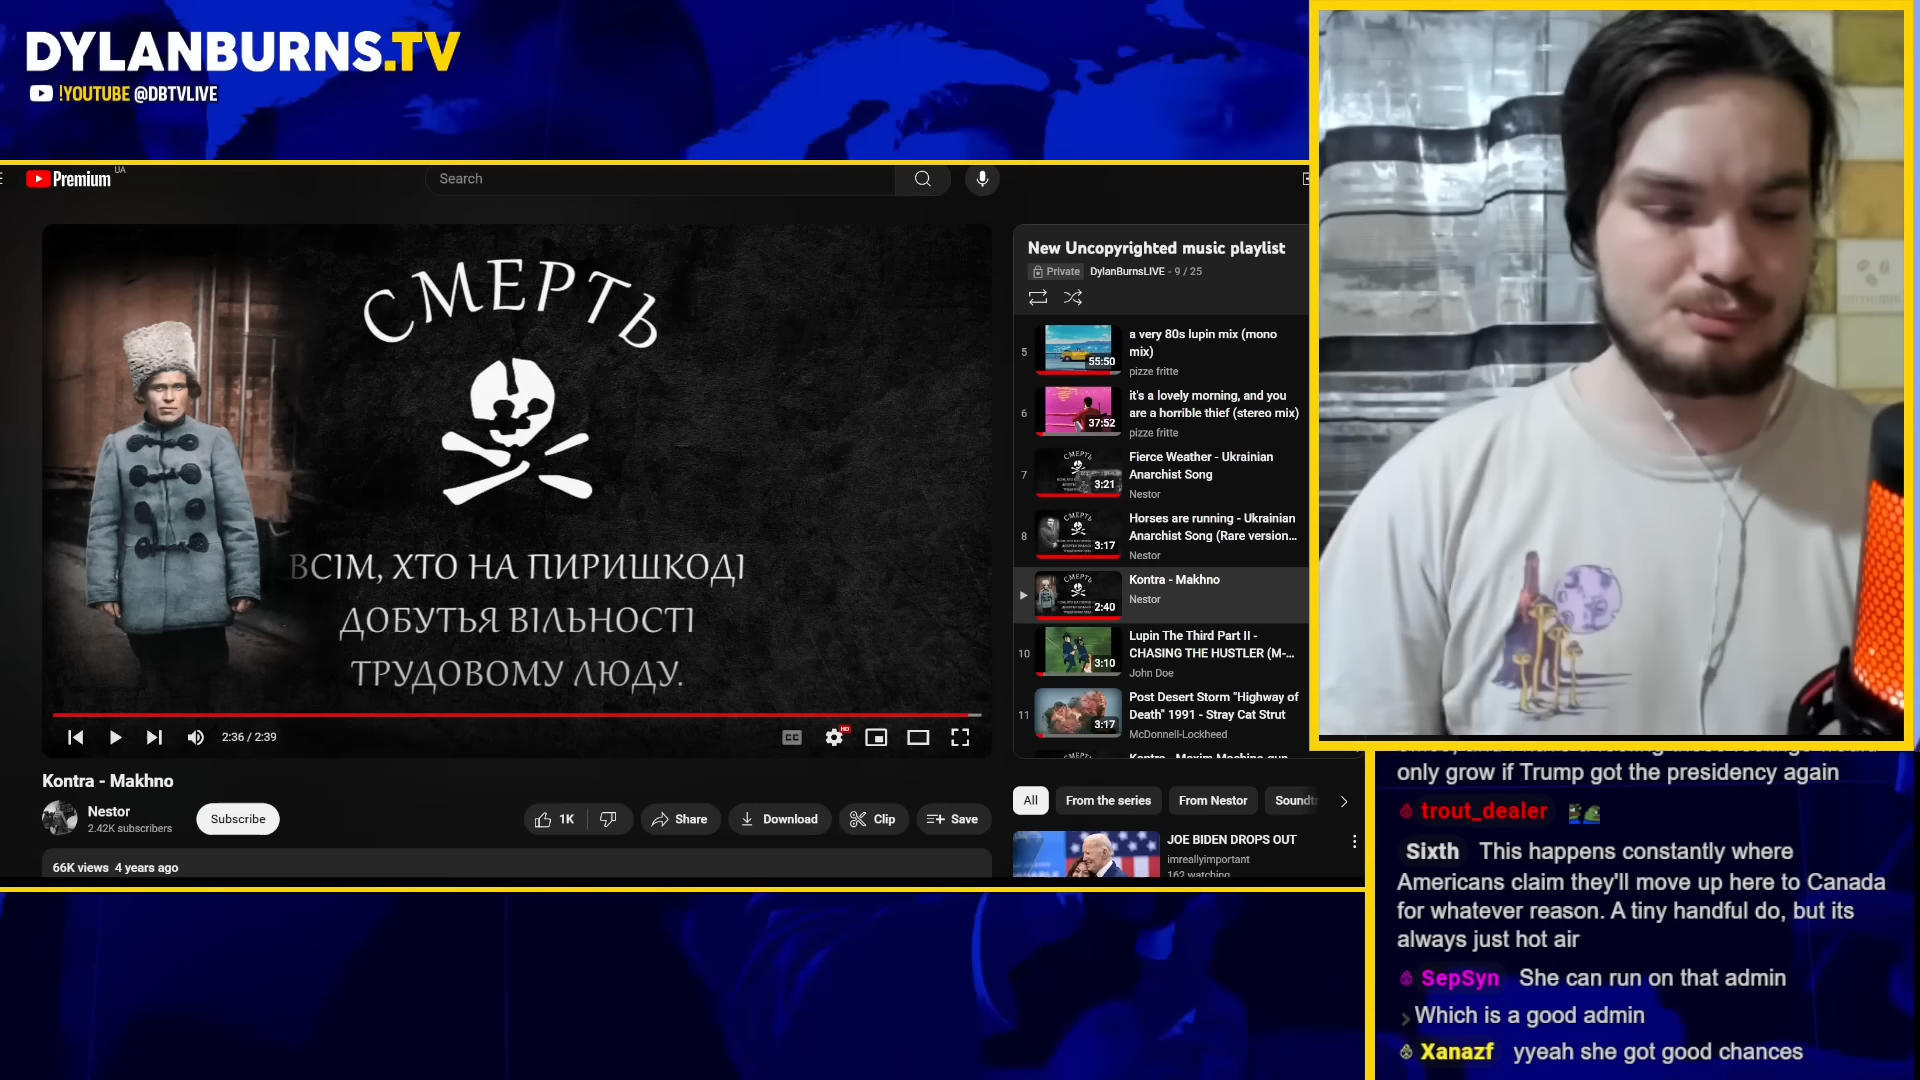 DYLANBURNS.TV
!YOUTUBE @DBTVLIVE
Premium UA
Search
СМЕРТЬ
ВСІМ, ХТО НА ПИРИШКОДІ
ДОБУТЬЯ ВІЛЬНОСТІ
ТРУДОВОМУ ЛЮДУ.
2:36 / 2:39
CC
HD
Kontra - Makhno
Nestor
2.42K subscribers
Subscribe
1K
Share
Download
Clip
Save
66K views 4 years ago
New Uncopyrighted music playlist
Private DylanBurnsLIVE - 9 / 25
5
55:50
a very 80s lupin mix (mono
mix)
pizze fritte
6
37:52
it's a lovely morning, and you
are a horrible thief (stereo mix)
pizze fritte
7
СМЕРТЬ
3:21
Fierce Weather - Ukrainian
Anarchist Song
Nestor
8
СМЕРТЬ
3:17
Horses are running - Ukrainian
Anarchist Song (Rare version...
Nestor
СМЕРТЬ
2:40
Kontra - Makhno
Nestor
10
3:10
Lupin The Third Part II -
CHASING THE HUSTLER (M-...
John Doe
11
3:17
Post Desert Storm "Highway of
Death" 1991 - Stray Cat Strut
McDonnell-Lockheed
All
From the series
From Nestor
Soundtr
JOE BIDEN DROPS OUT
imreallyimportant
162 watching
only grow if Trump got the presidency again
trout_dealer
Sixth This happens constantly where
Americans claim they'll move up here to Canada
for whatever reason. A tiny handful do, but its
always just hot air
SepSyn She can run on that admin
Which is a good admin
Xanazf yyeah she got good chances